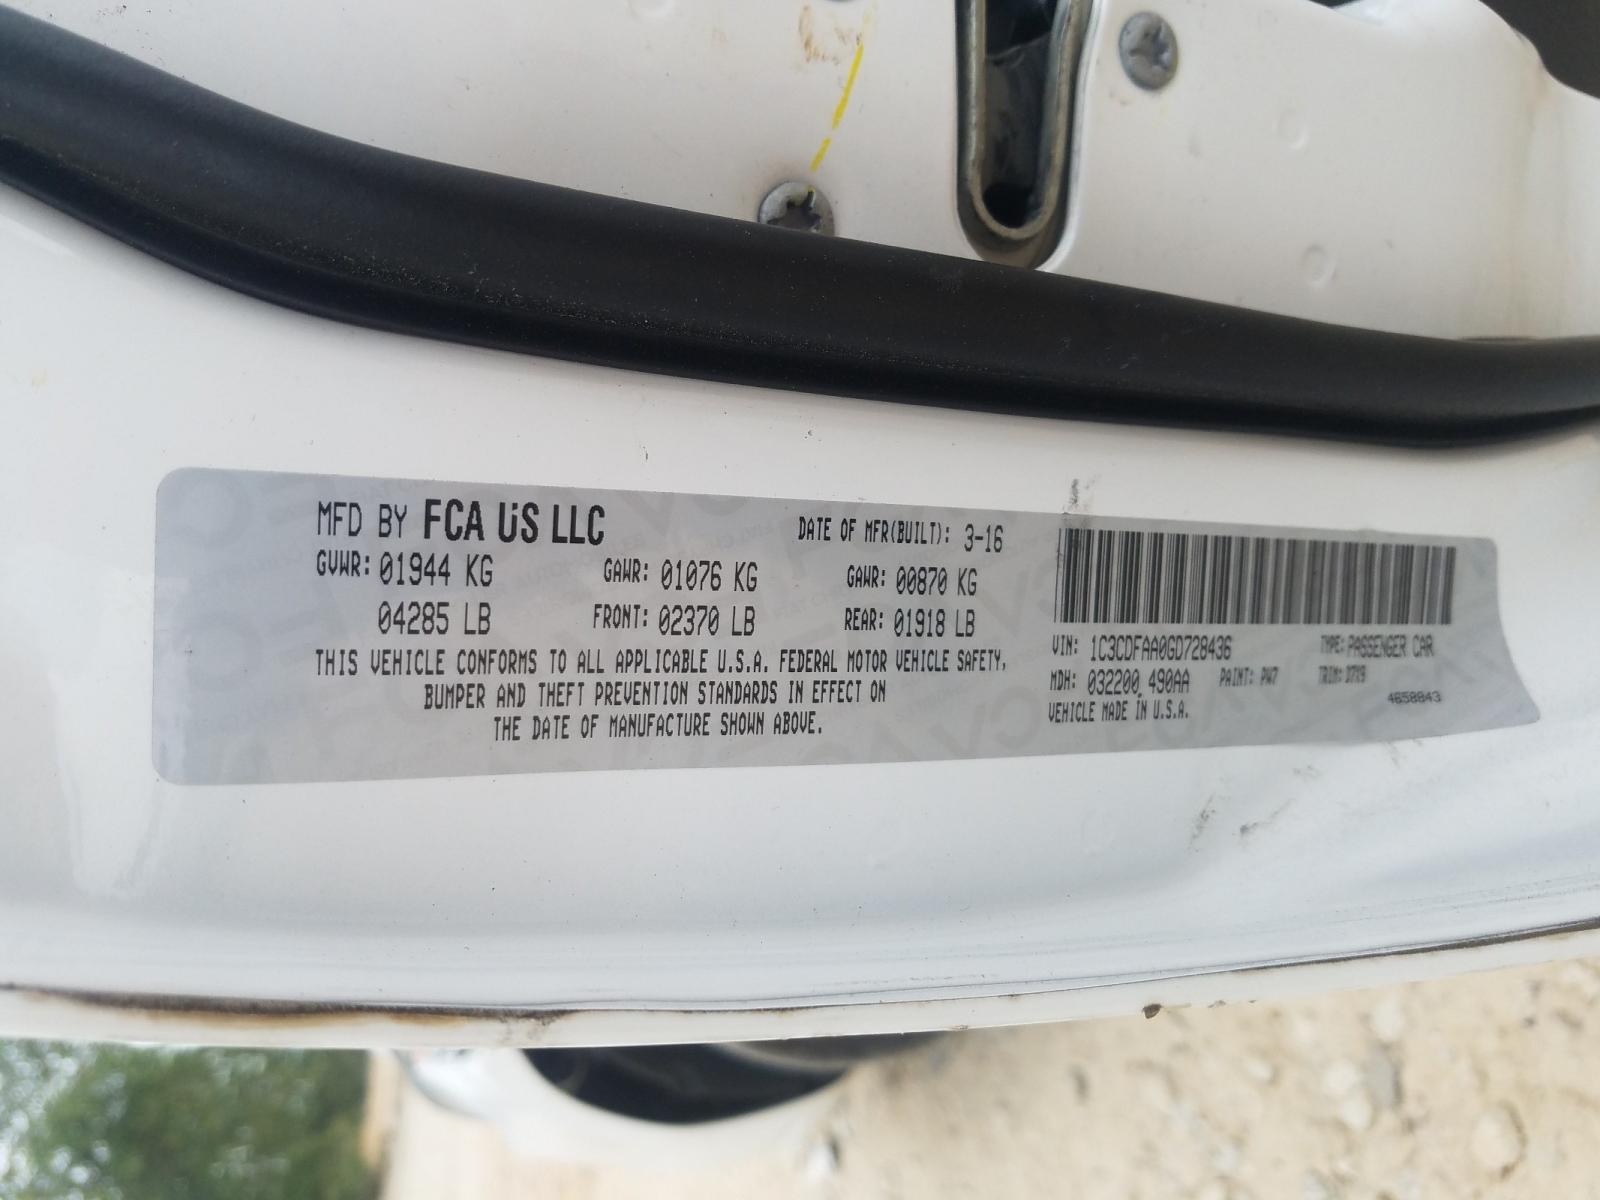 MFD BY FCA US LLC DATE OF MFR(BUILT): 3-16
GVWR: 01944 KG GAWR: 01076 KG GAWR: 00870 KG
04285 LB FRONT: 02370 LB REAR: 01918 LB
THIS VEHICLE CONFORMS TO ALL APPLICABLE U.S.A. FEDERAL MOTOR VEHICLE SAFETY,
BUMPER AND THEFT PREVENTION STANDARDS IN EFFECT ON
THE DATE OF MANUFACTURE SHOWN ABOVE.
VIN: 1C3CDFAA0GD728436 TYPE: PASSENGER CAR
MDH: 032200 490AA PAINT: PW7 TRIM: D7X9
VEHICLE MADE IN U.S.A. 4658843